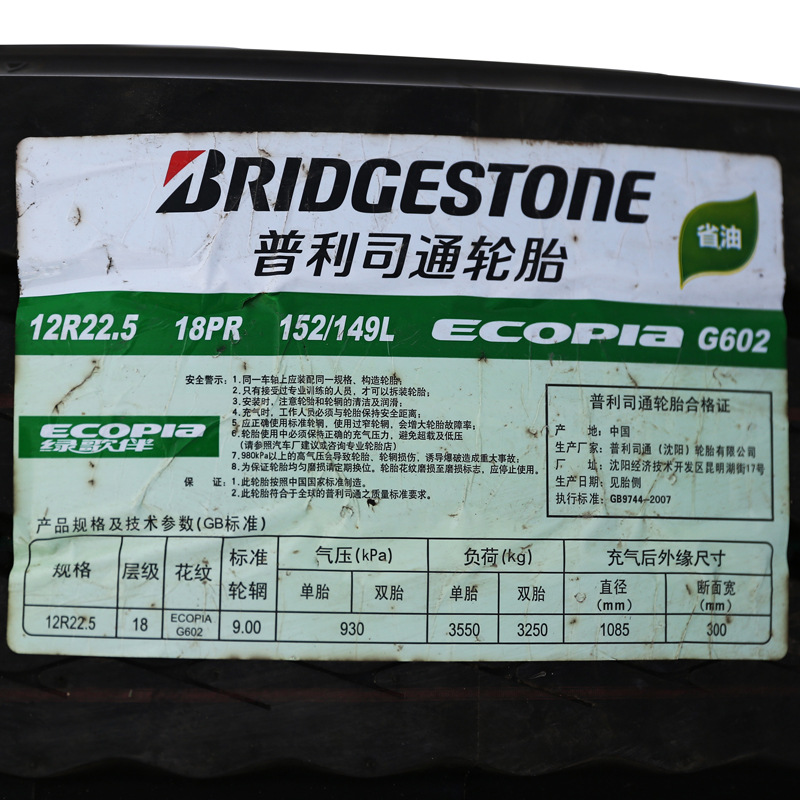 BRIDGESTONE
普利司通轮胎
省油
12R22.5 18PR 152/149L ECOPIA G602
安全警示：1.同一车轴上应装配同一规格、构造轮胎;
2.只有接受过专业训练的人员，才可以拆装轮胎;
3.安装时，注意轮胎和轮辋的清洁及润滑;
4.充气时，工作人员必须与轮胎保持安全距离;
5.应正确使用标准轮辋，使用过窄轮辋，会增大轮胎故障率;
6.轮胎使用中必须保持正确的充气压力，避免超载及低压
(请参照汽车厂建议或咨询专业轮胎店)
7.980kPa以上的高气压会导致轮胎、轮辋损伤，诱导爆破造成重大伤害。
8.为保证轮胎均匀磨损请定期换位。轮胎花纹磨至磨损标志，应停止使用。
保 证：1.此轮胎按照中国国家标准制造。
2.此轮胎符合于全球的普利司通之质量标准要求。
ECOPIA
绿歌伴
普利司通轮胎合格证
产 地：中国
生产厂家：普利司通（沈阳）轮胎有限公司
厂 址：沈阳经济技术开发区昆明湖街17号
生产日期：见胎侧
执行标准：GB9744-2007
产品规格及技术参数(GB标准)
规格 层级 花纹 标准轮辋 气压(kPa) 负荷(kg) 充气后外缘尺寸
单胎 双胎 单胎 双胎 直径(mm) 断面宽(mm)
12R22.5 18 ECOPIA G602 9.00 930 3550 3250 1085 300